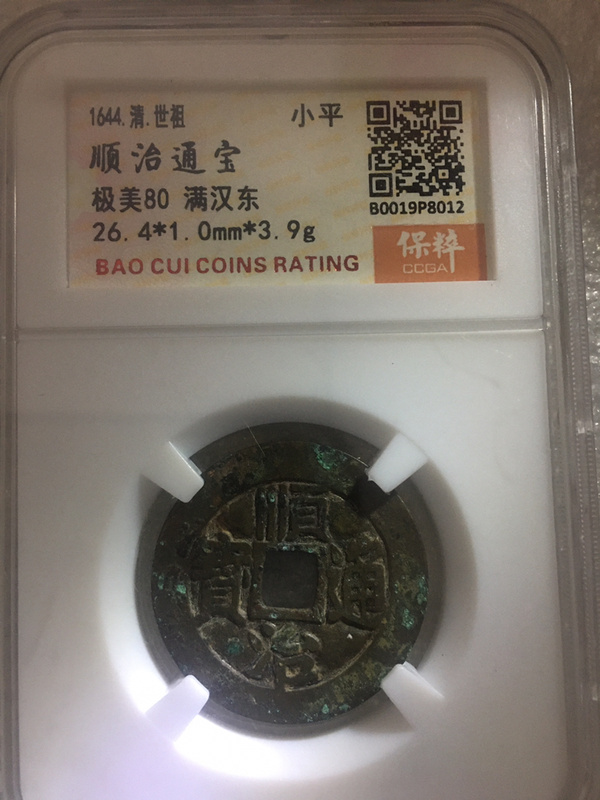 1644.清.世祖 小平
顺治通宝
极美80 满汉东
26.4*1.0mm*3.9g
BAO CUI COINS RATING
B0019P8012
保粹
CCGA
順治通寶